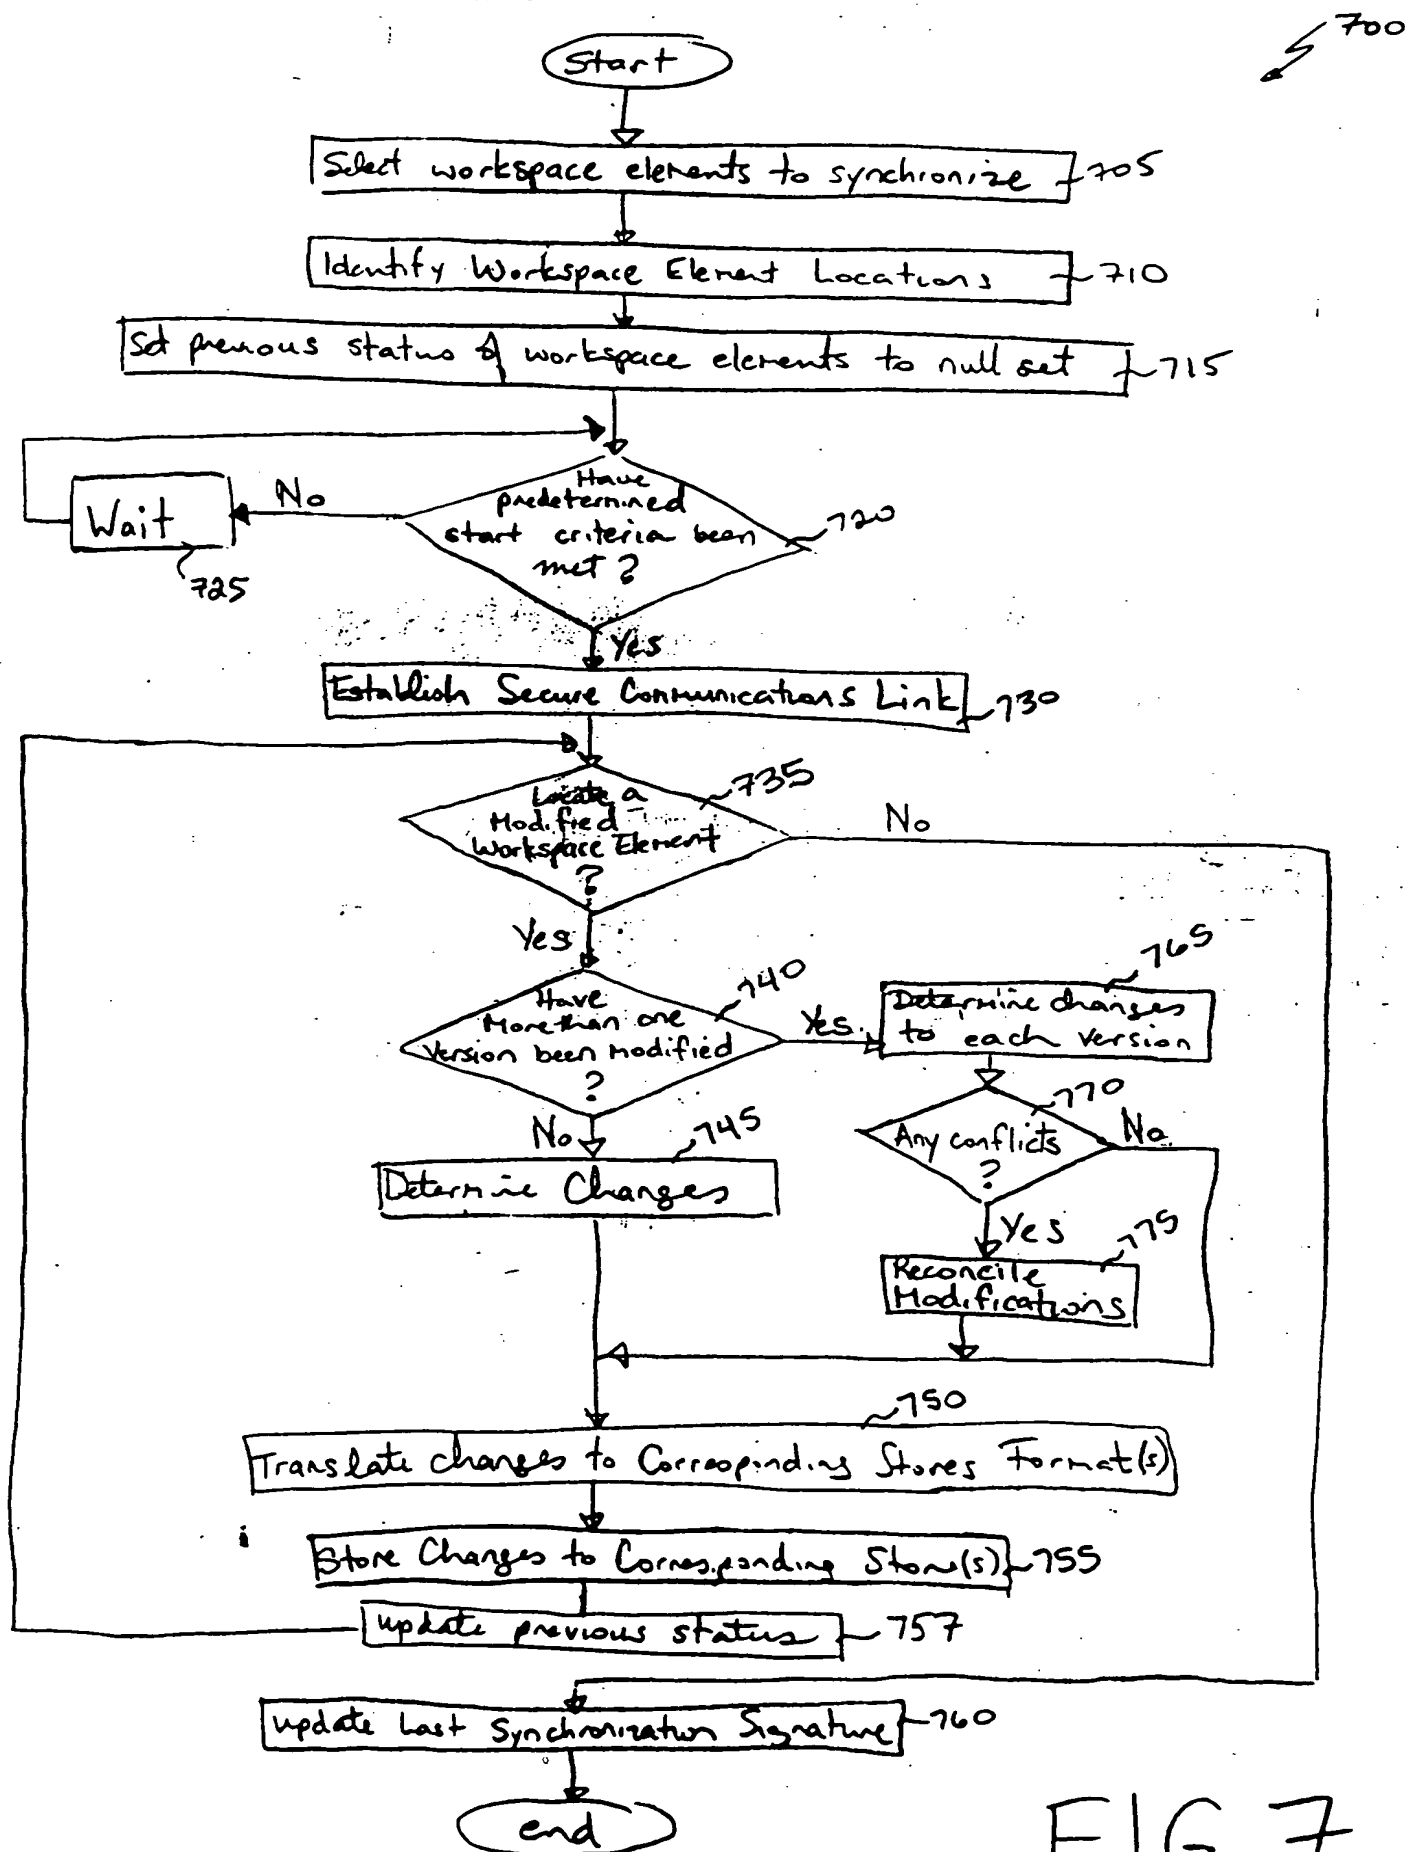 700
Start
Select workspace elements to synchronize 705
Identify Workspace Element Locations 710
Set previous status of workspace elements to null set 715
Have
predetermined
start criteria been
met ?
720
No
Wait
725
Yes
Establish Secure Communications Link 730
Locate a
Modified
Workspace Element
?
735
No
Yes
Have
More than one
Version been Modified
?
740
Yes
Determine changes
to each version
765
Any conflicts
?
770
No
No
Determine Changes
745
Yes
Reconcile
Modifications
775
750
Translate changes to Corresponding Stores Format(s)
Store Changes to Corresponding Store(s) 755
update previous status 757
update Last Synchronization Signature 760
end
FIG 7